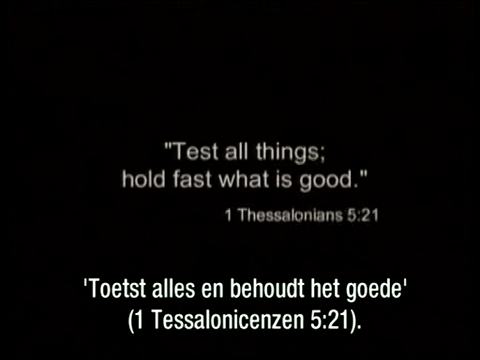 "Test all things;
hold fast what is good."
1 Thessalonians 5:21
'Toetst alles en behoudt het goede'
(1 Tessalonicenzen 5:21).